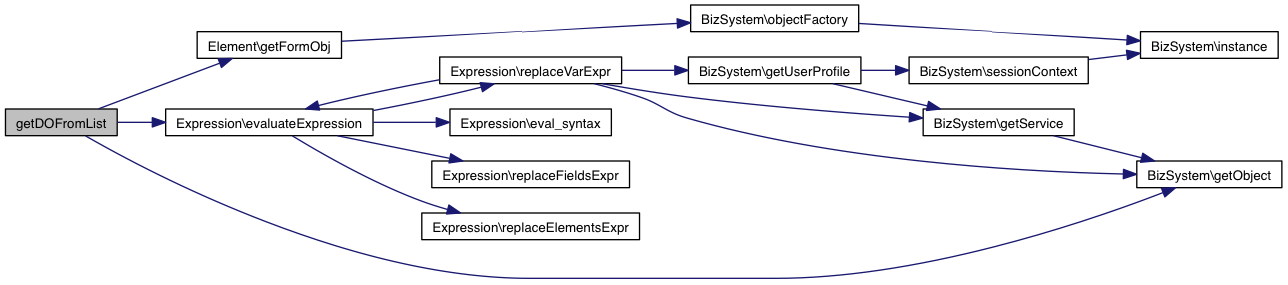 BizSystem\objectFactory
Element\getFormObj
BizSystem\instance
Expression\replaceVarExpr
BizSystem\getUserProfile
BizSystem\sessionContext
getDOFromList
Expression\evaluateExpression
Expression\eval_syntax
BizSystem\getService
Expression\replaceFieldsExpr
BizSystem\getObject
Expression\replaceElementsExpr